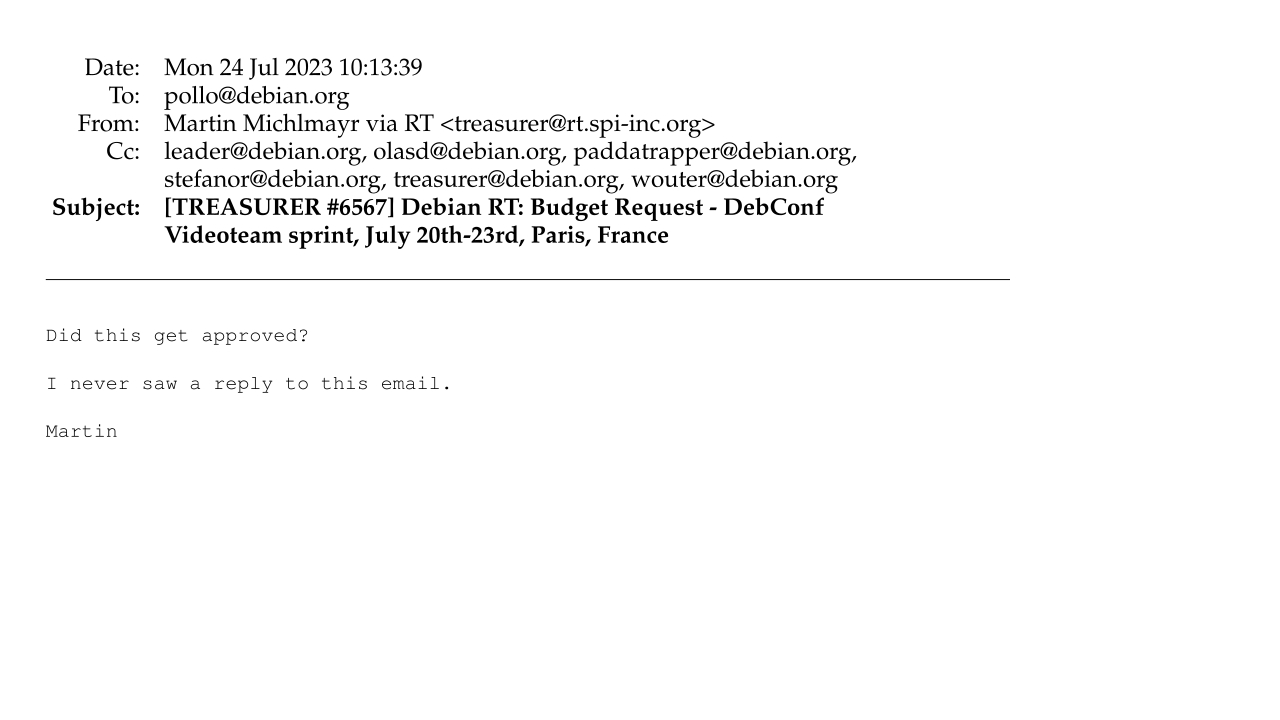 Date: Mon 24 Jul 2023 10:13:39
To: pollo@debian.org
From: Martin Michlmayr via RT <treasurer@rt.spi-inc.org>
Cc: leader@debian.org, olasd@debian.org, paddatrapper@debian.org,
stefanor@debian.org, treasurer@debian.org, wouter@debian.org
Subject: [TREASURER #6567] Debian RT: Budget Request - DebConf
Videoteam sprint, July 20th-23rd, Paris, France
Did this get approved?
I never saw a reply to this email.
Martin